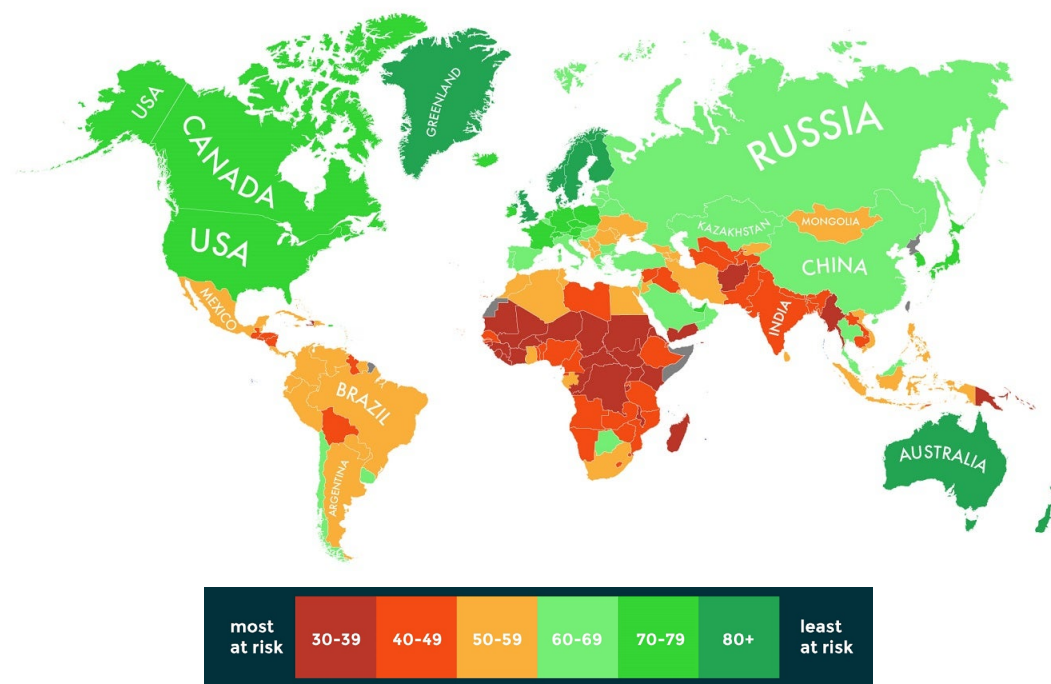 GREENLAND
USA
CANADA
RUSSIA
USA
KAZAKHSTAN
MONGOLIA
CHINA
MEXICO
INDIA
BRAZIL
AUSTRALIA
ARGENTINA
most
at risk
30-39
40-49
50-59
60-69
70-79
80+
least
at risk